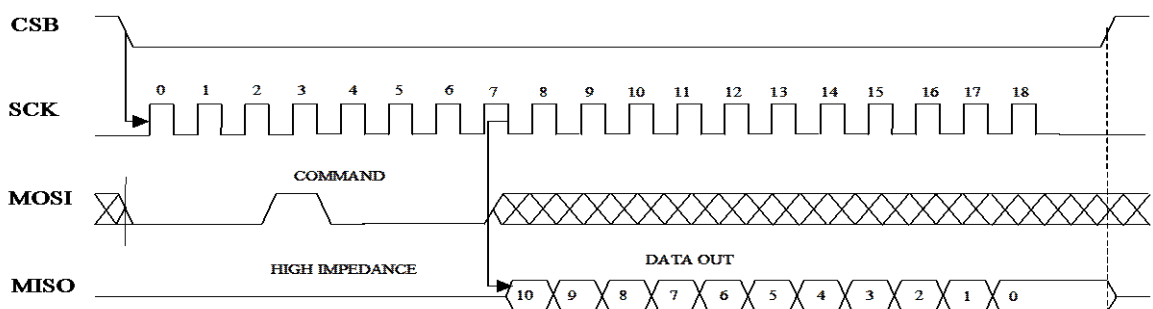 CSB
0 1 2 3 4 5 6 7 8 9 10 11 12 13 14 15 16 17 18
SCK
COMMAND
MOSI
HIGH IMPEDANCE DATA OUT
MISO
10 9 8 7 6 5 4 3 2 1 0